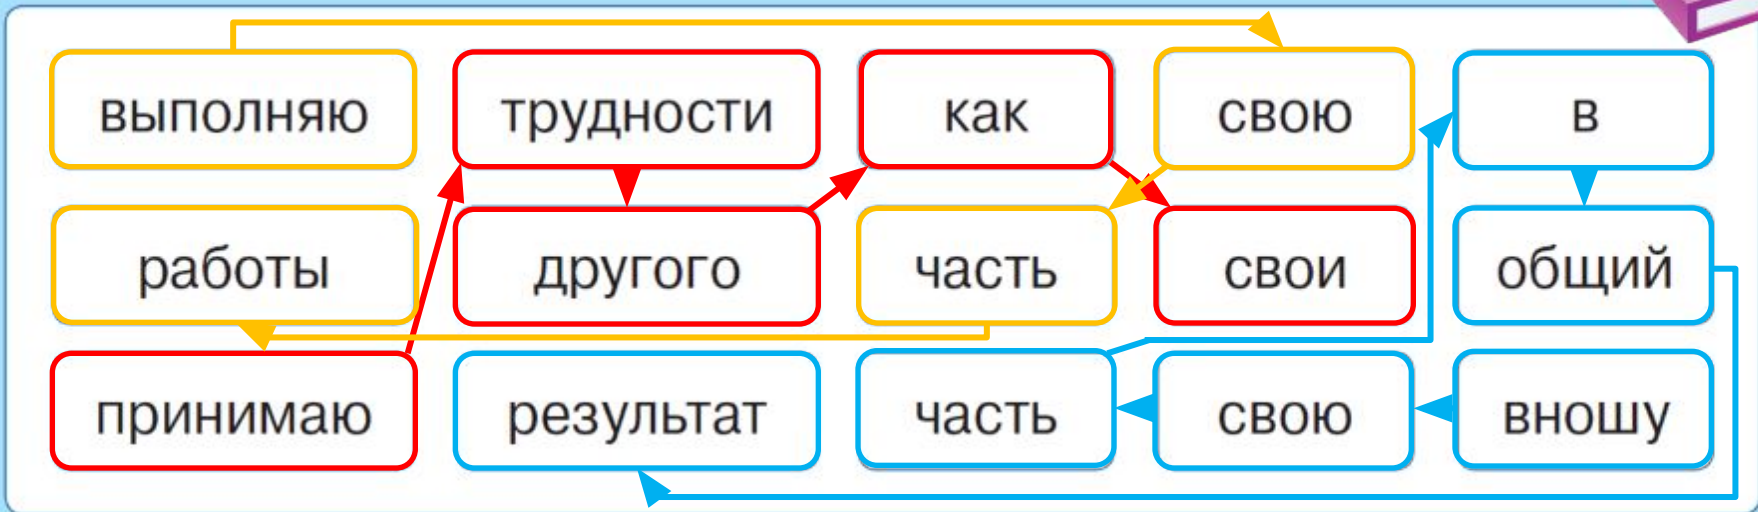 выполняю трудности как свою в
работы другого часть свои общий
принимаю результат часть свою вношу